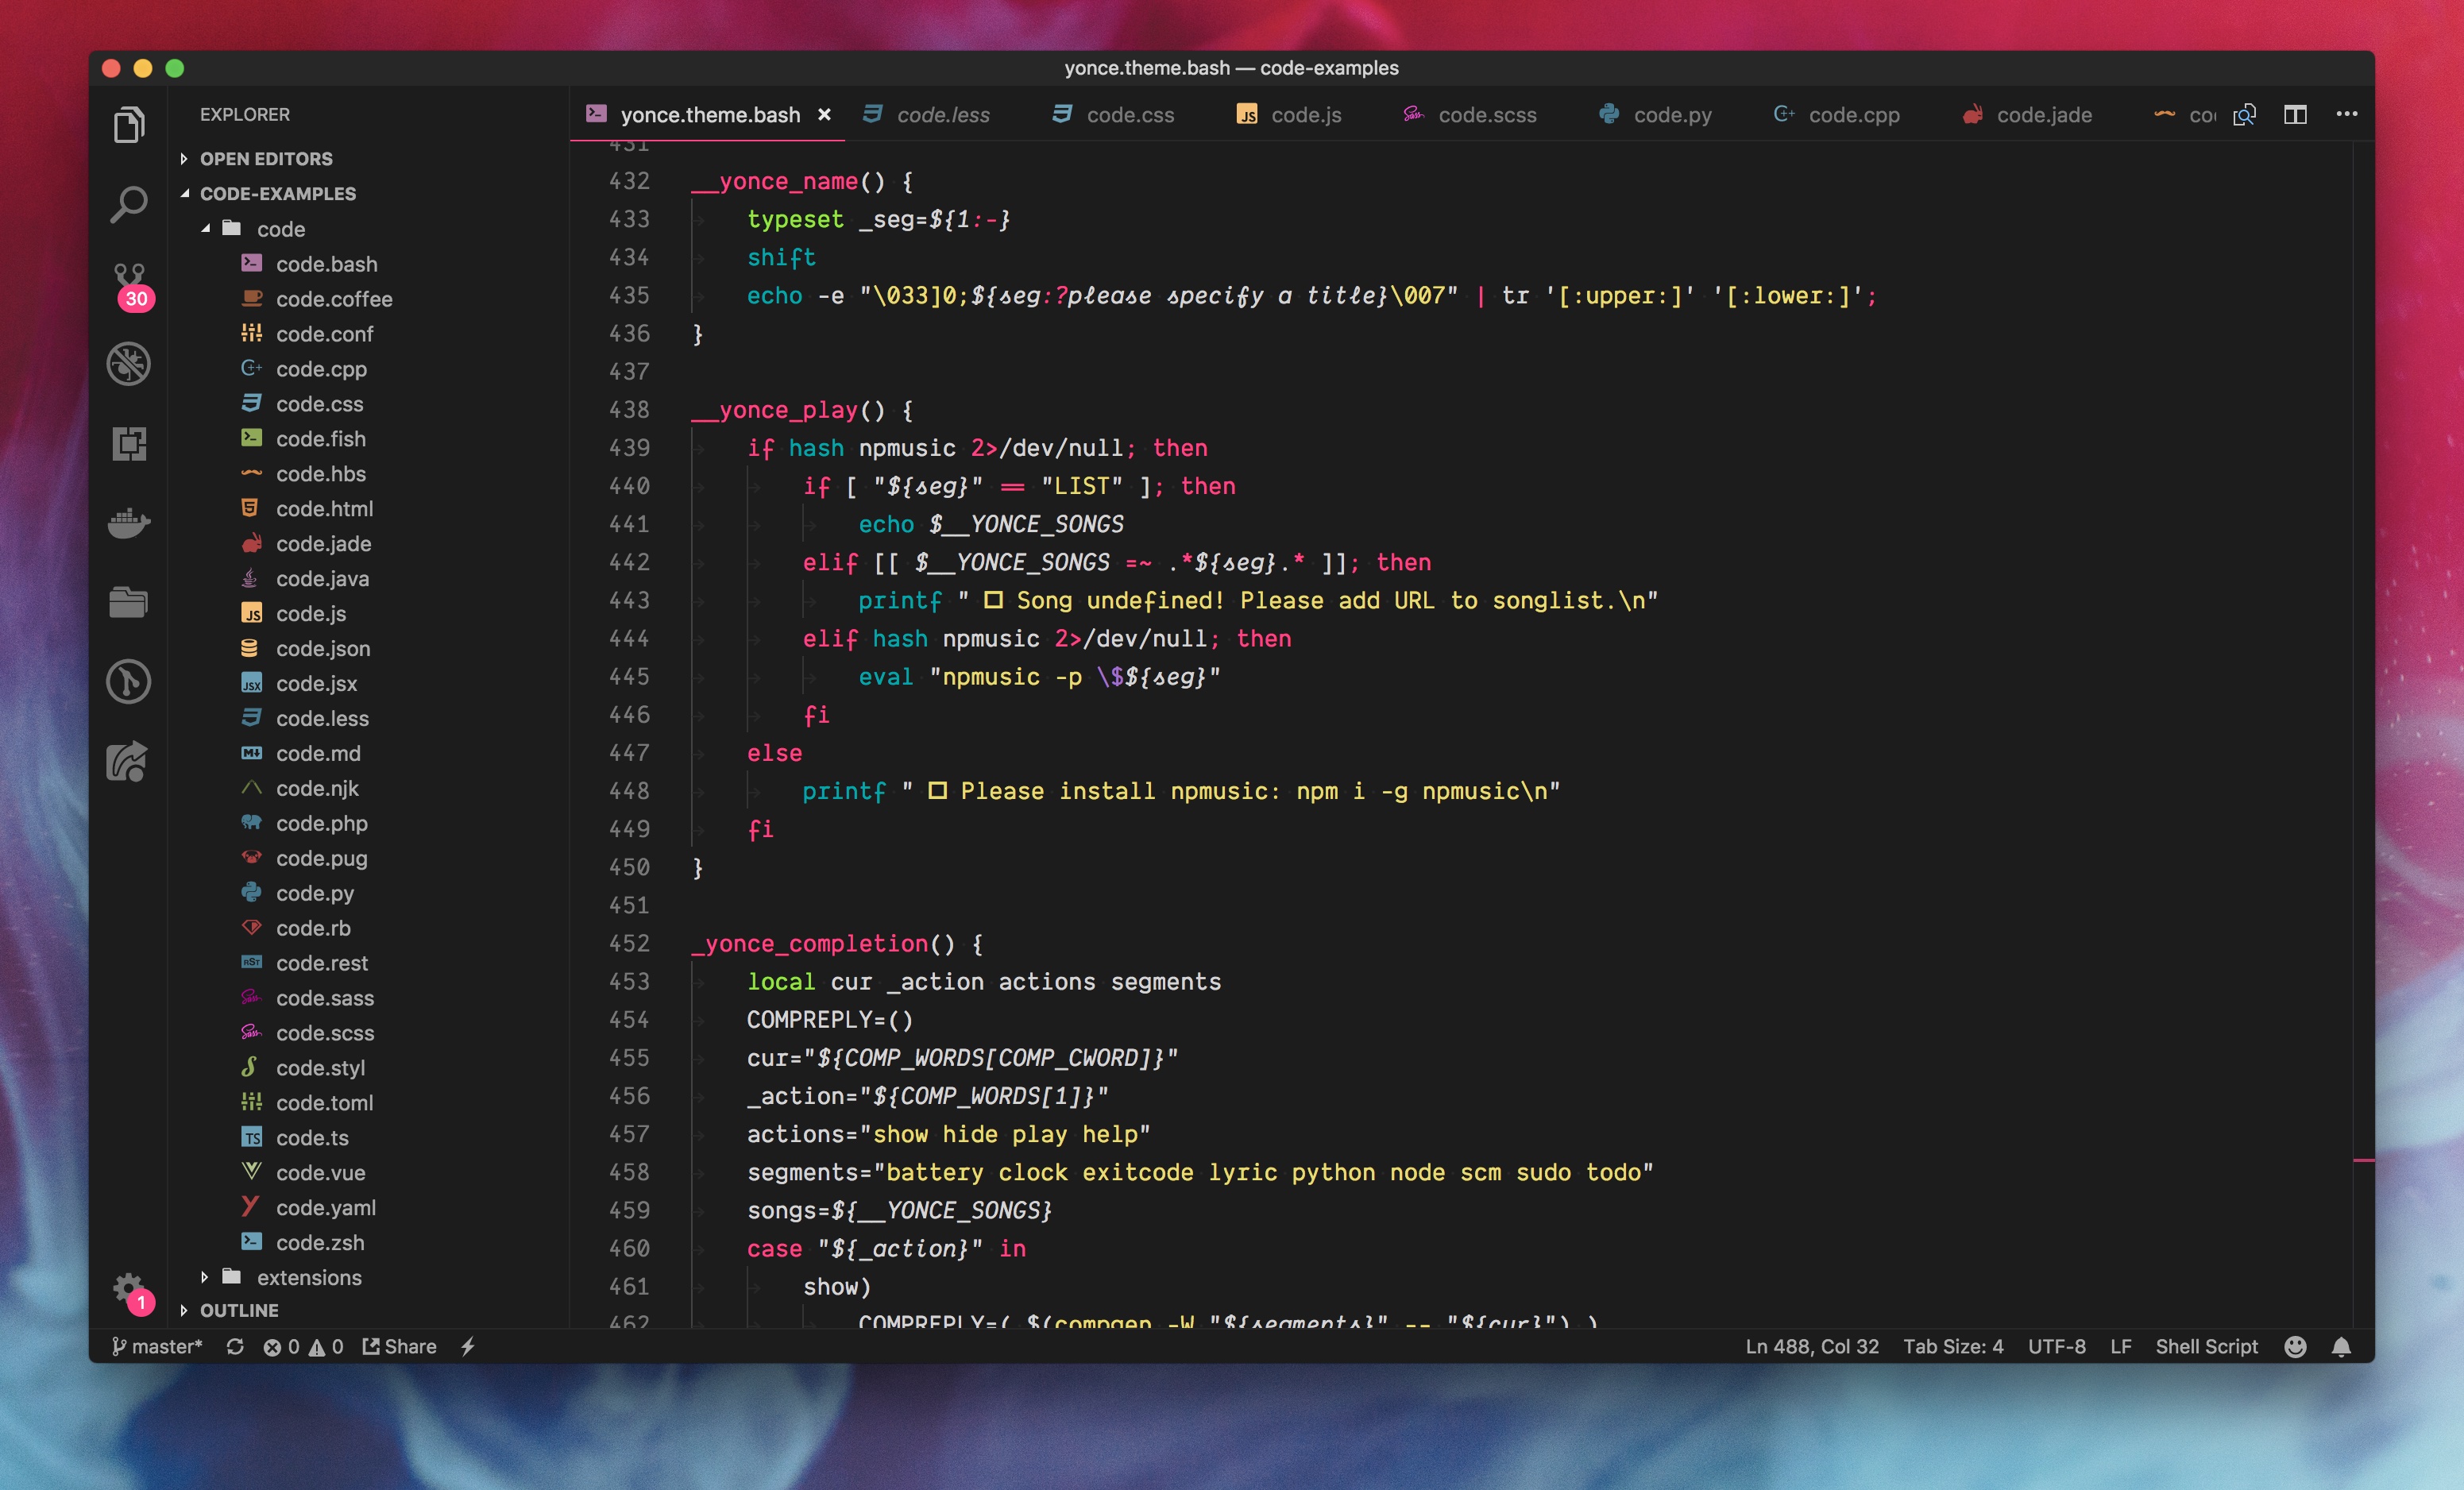 yonce.theme.bash — code-examples
EXPLORER
OPEN EDITORS
CODE-EXAMPLES
code
code.bash
code.coffee
code.conf
code.cpp
code.css
code.fish
code.hbs
code.html
code.jade
code.java
code.js
code.json
code.jsx
code.less
code.md
code.njk
code.php
code.pug
code.py
code.rb
code.rest
code.sass
code.scss
code.styl
code.toml
code.ts
code.vue
code.yaml
code.zsh
extensions
OUTLINE
30
1
yonce.theme.bash × code.less code.css code.js code.scss code.py code.cpp code.jade
431
432 __yonce_name() {
433 typeset _seg=${1:-}
434 shift
435 echo -e "\033]0;${seg:?please specify a title}\007" | tr '[:upper:]' '[:lower:]';
436 }
437
438 __yonce_play() {
439 if hash npmusic 2>/dev/null; then
440 if [ "${seg}" == "LIST" ]; then
441 echo $__YONCE_SONGS
442 elif [[ $__YONCE_SONGS =~ .*${seg}.* ]]; then
443 printf " □ Song undefined! Please add URL to songlist.\n"
444 elif hash npmusic 2>/dev/null; then
445 eval "npmusic -p \$${seg}"
446 fi
447 else
448 printf " □ Please install npmusic: npm i -g npmusic\n"
449 fi
450 }
451
452 _yonce_completion() {
453 local cur _action actions segments
454 COMPREPLY=()
455 cur="${COMP_WORDS[COMP_CWORD]}"
456 _action="${COMP_WORDS[1]}"
457 actions="show hide play help"
458 segments="battery clock exitcode lyric python node scm sudo todo"
459 songs=${__YONCE_SONGS}
460 case "${_action}" in
461 show)
462 COMPREPLY=( $(compgen -W "${segments}" -- "${cur}") )
master* 0 0 Share Ln 488, Col 32 Tab Size: 4 UTF-8 LF Shell Script